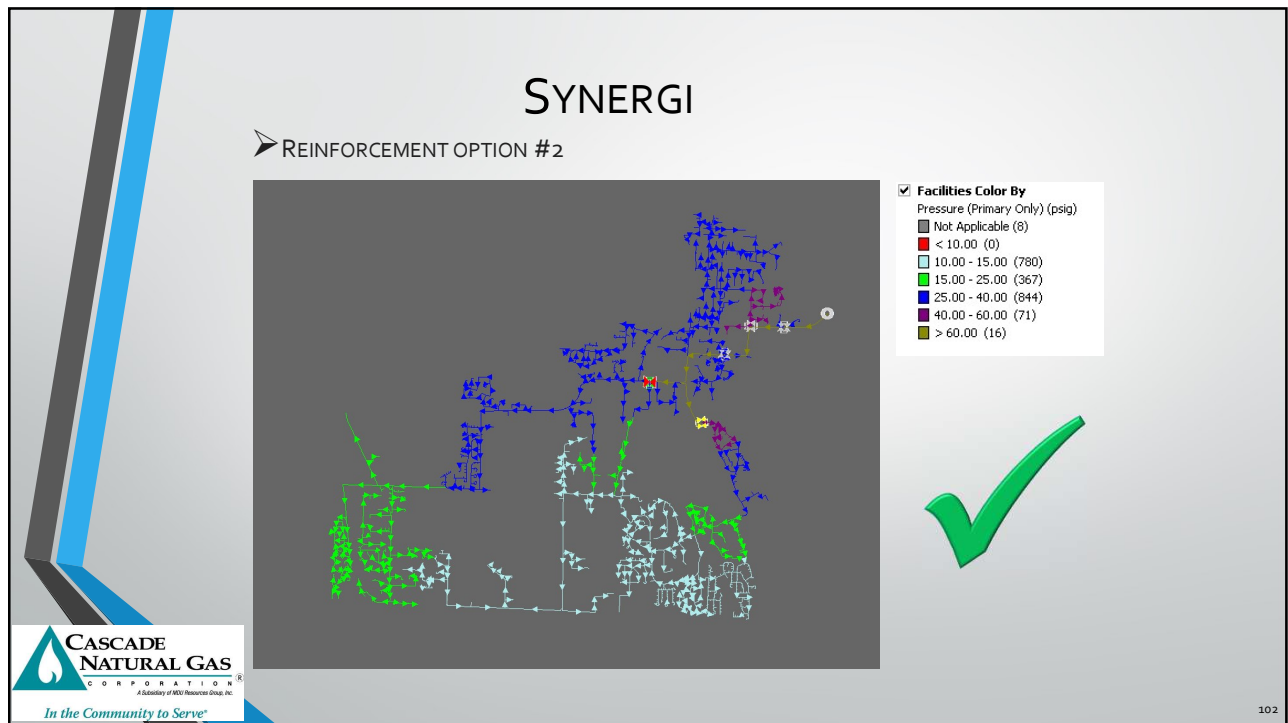 SYNERGI
➢ REINFORCEMENT OPTION #2
Facilities Color By
Pressure (Primary Only) (psig)
Not Applicable (8)
< 10.00 (0)
10.00 - 15.00 (780)
15.00 - 25.00 (367)
25.00 - 40.00 (844)
40.00 - 60.00 (71)
> 60.00 (16)
CASCADE
NATURAL GAS
CORPORATION®
A Subsidiary of MDU Resources Group, Inc.
In the Community to Serve®
102